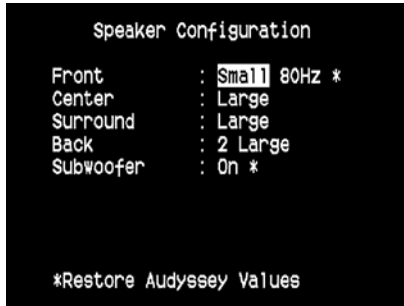 Speaker Configuration
Front : Small 80Hz *
Center : Large
Surround : Large
Back : 2 Large
Subwoofer : On *
*Restore Audyssey Values